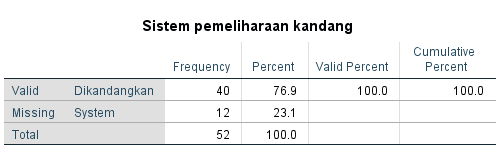 Sistem pemeliharaan kandang
Frequency Percent Valid Percent Cumulative Percent
Valid Dikandangkan 40 76.9 100.0 100.0
Missing System 12 23.1
Total 52 100.0